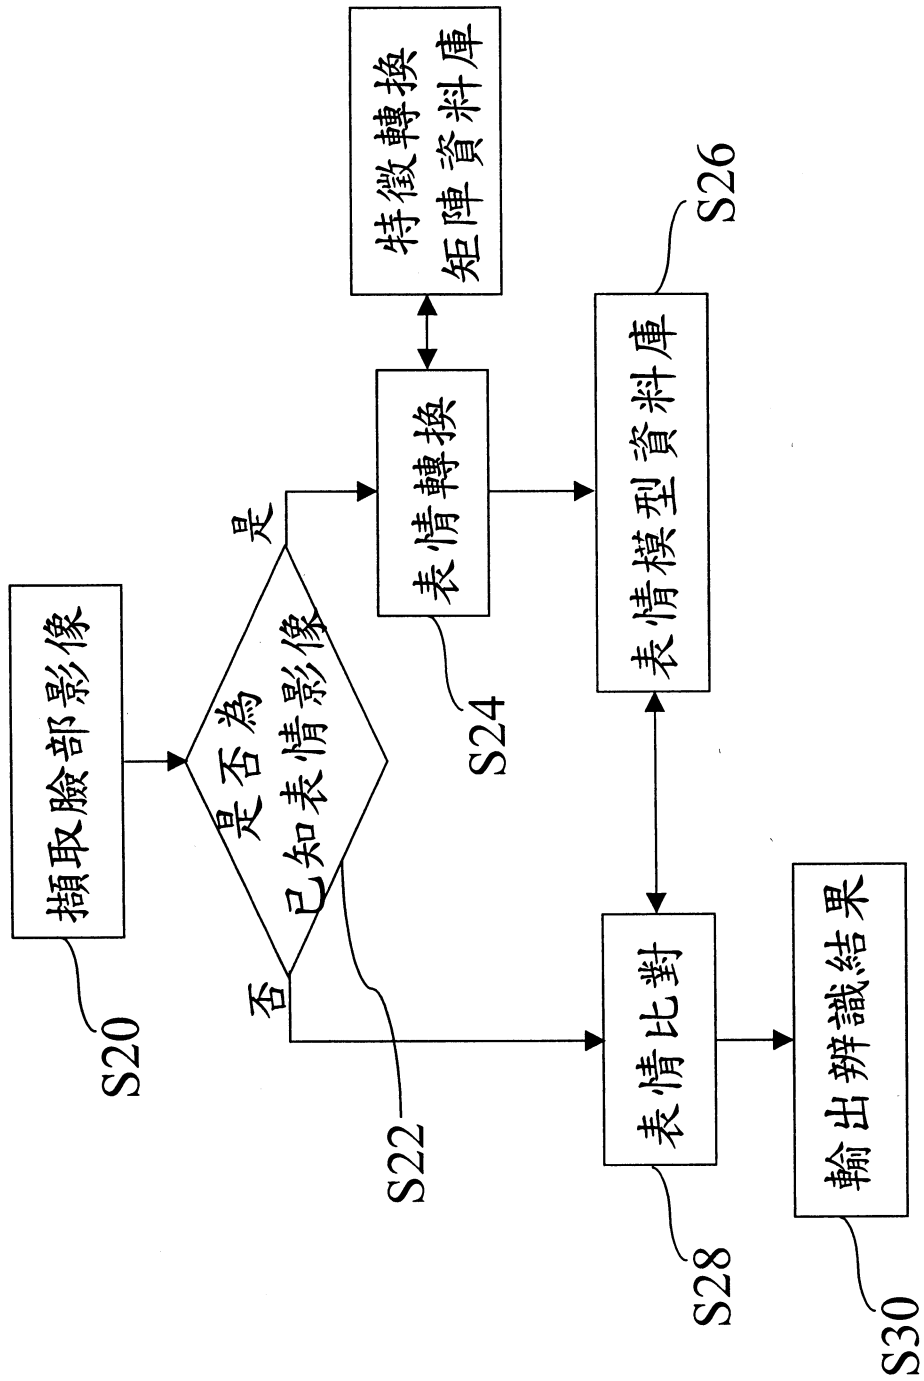 擷取臉部影像
S20
是否為
已知表情影像
S22
是
否
表情轉換
S24
特徵轉換
矩陣資料庫
表情模型資料庫
S26
表情比對
S28
輸出辨識結果
S30